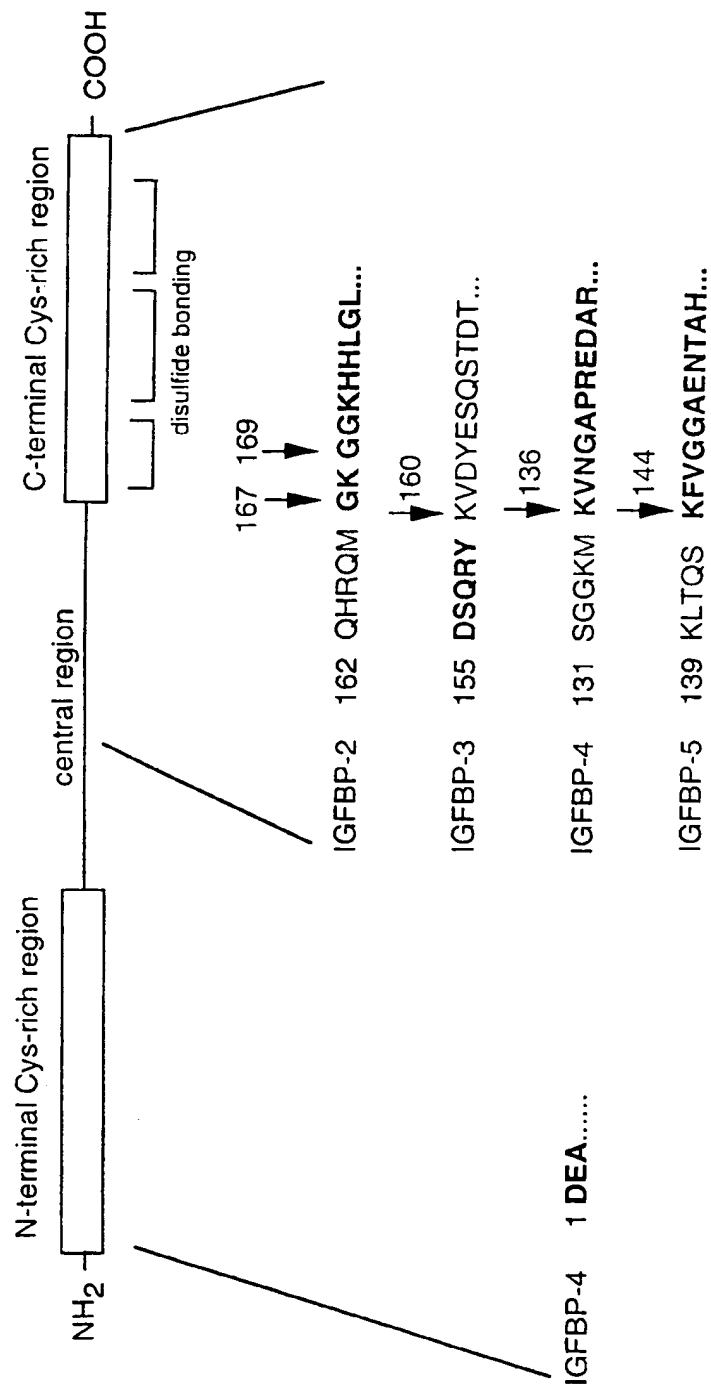 N-terminal Cys-rich region
central region
C-terminal Cys-rich region
NH2
COOH
disulfide bonding
167 169
IGFBP-2 162 QHRQM GK GGKHHLGL...
160
IGFBP-3 155 DSQRY KVDYESQSTDT...
136
IGFBP-4 1 DEA...... IGFBP-4 131 SGGKM KVNGAPREDAR...
144
IGFBP-5 139 KLTQS KFVGGAENTAH...